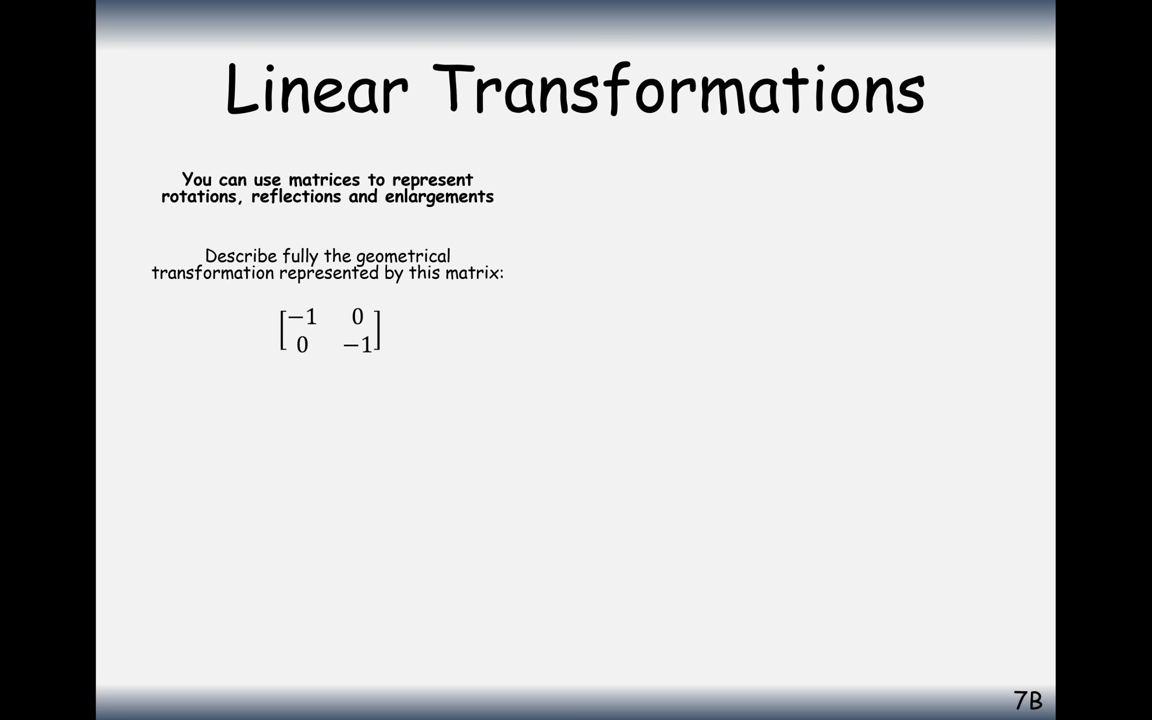 Linear Transformations
You can use matrices to represent
rotations, reflections and enlargements
Describe fully the geometrical
transformation represented by this matrix:
[−1 0
0 −1]
7B